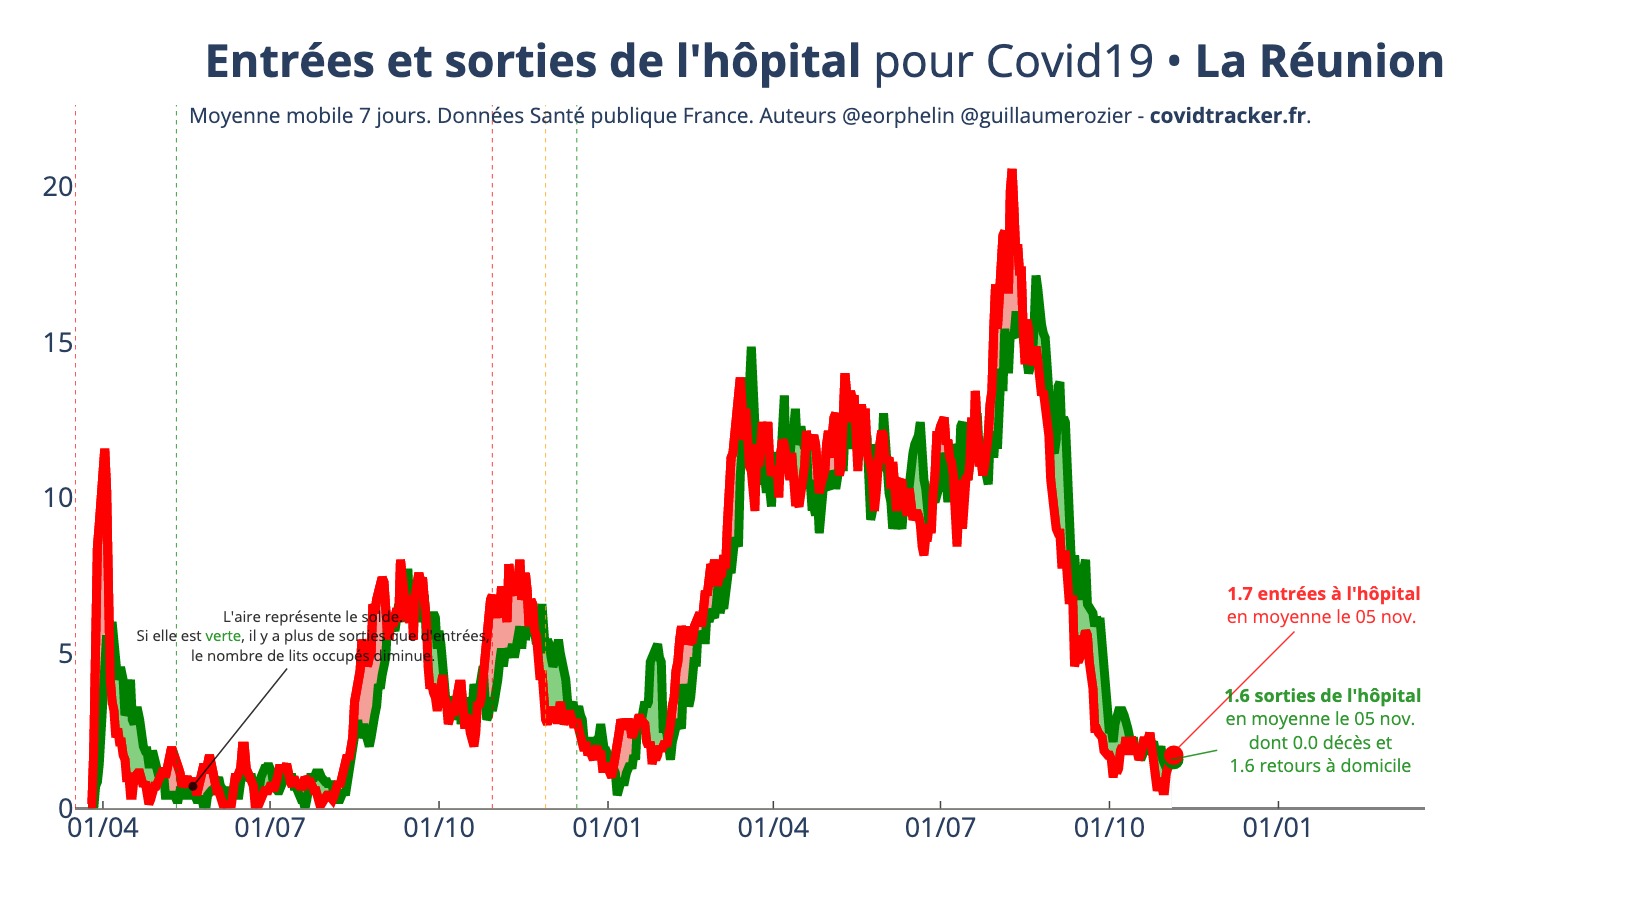 Entrées et sorties de l'hôpital pour Covid19 • La Réunion
Moyenne mobile 7 jours. Données Santé publique France. Auteurs @eorphelin @guillaumerozier - covidtracker.fr.
20
15
10
5
0
L'aire représente le solde.
Si elle est verte, il y a plus de sorties que d'entrées,
le nombre de lits occupés diminue.
1.7 entrées à l'hôpital
en moyenne le 05 nov.
1.6 sorties de l'hôpital
en moyenne le 05 nov.
dont 0.0 décès et
1.6 retours à domicile
01/04
01/07
01/10
01/01
01/04
01/07
01/10
01/01